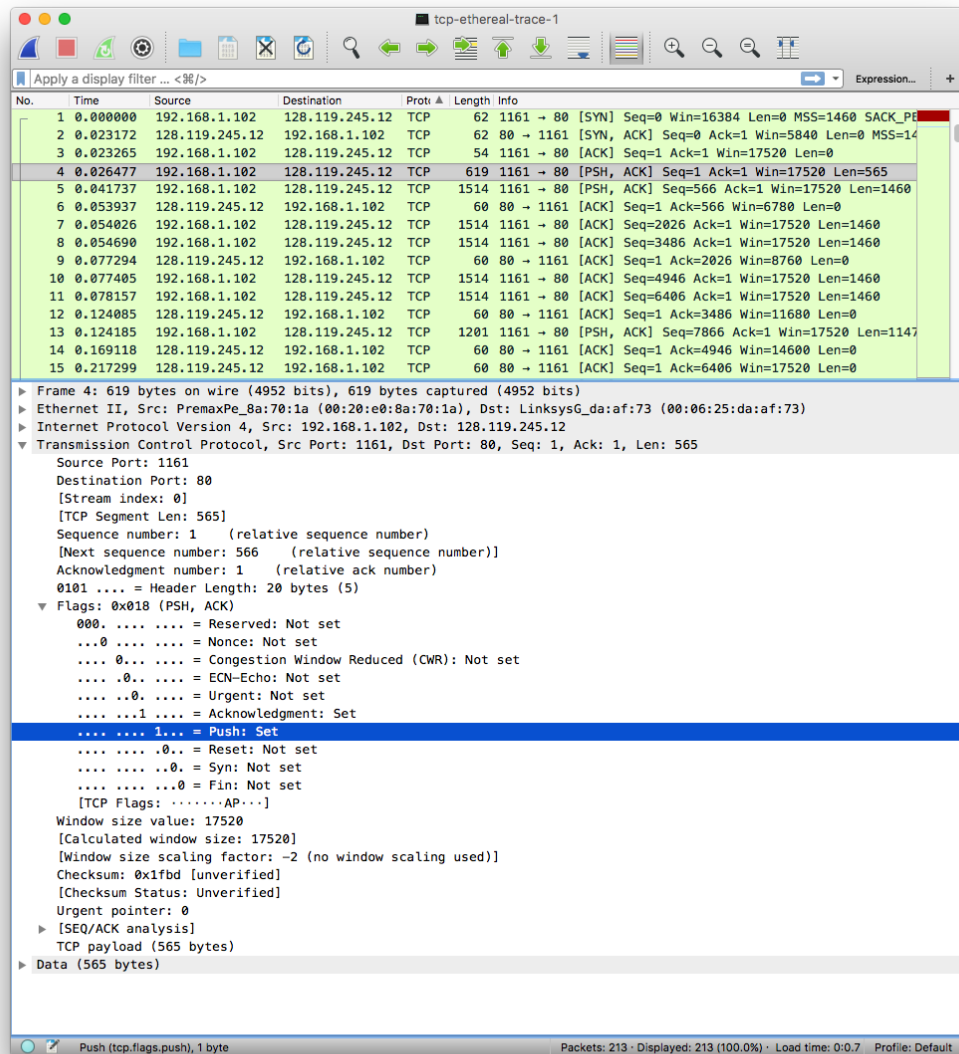 tcp-ethereal-trace-1
Apply a display filter ... <⌘/>
Expression... +
No. Time Source Destination Proto Length Info
1 0.000000 192.168.1.102 128.119.245.12 TCP 62 1161 → 80 [SYN] Seq=0 Win=16384 Len=0 MSS=1460 SACK_PE
2 0.023172 128.119.245.12 192.168.1.102 TCP 62 80 → 1161 [SYN, ACK] Seq=0 Ack=1 Win=5840 Len=0 MSS=14
3 0.023265 192.168.1.102 128.119.245.12 TCP 54 1161 → 80 [ACK] Seq=1 Ack=1 Win=17520 Len=0
4 0.026477 192.168.1.102 128.119.245.12 TCP 619 1161 → 80 [PSH, ACK] Seq=1 Ack=1 Win=17520 Len=565
5 0.041737 192.168.1.102 128.119.245.12 TCP 1514 1161 → 80 [PSH, ACK] Seq=566 Ack=1 Win=17520 Len=1460
6 0.053937 128.119.245.12 192.168.1.102 TCP 60 80 → 1161 [ACK] Seq=1 Ack=566 Win=6780 Len=0
7 0.054026 192.168.1.102 128.119.245.12 TCP 1514 1161 → 80 [ACK] Seq=2026 Ack=1 Win=17520 Len=1460
8 0.054690 192.168.1.102 128.119.245.12 TCP 1514 1161 → 80 [ACK] Seq=3486 Ack=1 Win=17520 Len=1460
9 0.077294 128.119.245.12 192.168.1.102 TCP 60 80 → 1161 [ACK] Seq=1 Ack=2026 Win=8760 Len=0
10 0.077405 192.168.1.102 128.119.245.12 TCP 1514 1161 → 80 [ACK] Seq=4946 Ack=1 Win=17520 Len=1460
11 0.078157 192.168.1.102 128.119.245.12 TCP 1514 1161 → 80 [ACK] Seq=6406 Ack=1 Win=17520 Len=1460
12 0.124085 128.119.245.12 192.168.1.102 TCP 60 80 → 1161 [ACK] Seq=1 Ack=3486 Win=11680 Len=0
13 0.124185 192.168.1.102 128.119.245.12 TCP 1201 1161 → 80 [PSH, ACK] Seq=7866 Ack=1 Win=17520 Len=1147
14 0.169118 128.119.245.12 192.168.1.102 TCP 60 80 → 1161 [ACK] Seq=1 Ack=4946 Win=14600 Len=0
15 0.217299 128.119.245.12 192.168.1.102 TCP 60 80 → 1161 [ACK] Seq=1 Ack=6406 Win=17520 Len=0
Frame 4: 619 bytes on wire (4952 bits), 619 bytes captured (4952 bits)
Ethernet II, Src: PremaxPe_8a:70:1a (00:20:e0:8a:70:1a), Dst: LinksysG_da:af:73 (00:06:25:da:af:73)
Internet Protocol Version 4, Src: 192.168.1.102, Dst: 128.119.245.12
Transmission Control Protocol, Src Port: 1161, Dst Port: 80, Seq: 1, Ack: 1, Len: 565
Source Port: 1161
Destination Port: 80
[Stream index: 0]
[TCP Segment Len: 565]
Sequence number: 1 (relative sequence number)
[Next sequence number: 566 (relative sequence number)]
Acknowledgment number: 1 (relative ack number)
0101 .... = Header Length: 20 bytes (5)
Flags: 0x018 (PSH, ACK)
000. .... .... = Reserved: Not set
...0 .... .... = Nonce: Not set
.... 0... .... = Congestion Window Reduced (CWR): Not set
.... .0.. .... = ECN-Echo: Not set
.... ..0. .... = Urgent: Not set
.... ...1 .... = Acknowledgment: Set
.... .... 1... = Push: Set
.... .... .0.. = Reset: Not set
.... .... ..0. = Syn: Not set
.... .... ...0 = Fin: Not set
[TCP Flags: ·······AP···]
Window size value: 17520
[Calculated window size: 17520]
[Window size scaling factor: -2 (no window scaling used)]
Checksum: 0x1fbd [unverified]
[Checksum Status: Unverified]
Urgent pointer: 0
[SEQ/ACK analysis]
TCP payload (565 bytes)
Data (565 bytes)
Push (tcp.flags.push), 1 byte
Packets: 213 · Displayed: 213 (100.0%) · Load time: 0:0.7 Profile: Default